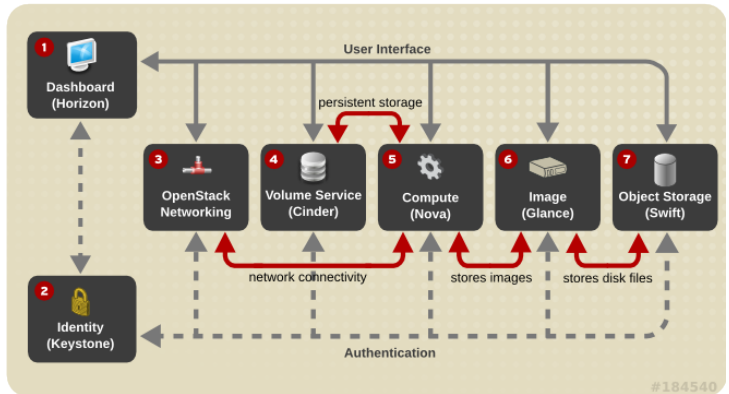 1
Dashboard
(Horizon)
User Interface
persistent storage
3
OpenStack
Networking
4
Volume Service
(Cinder)
5
Compute
(Nova)
6
Image
(Glance)
7
Object Storage
(Swift)
network connectivity
stores images
stores disk files
2
Identity
(Keystone)
Authentication
#184540